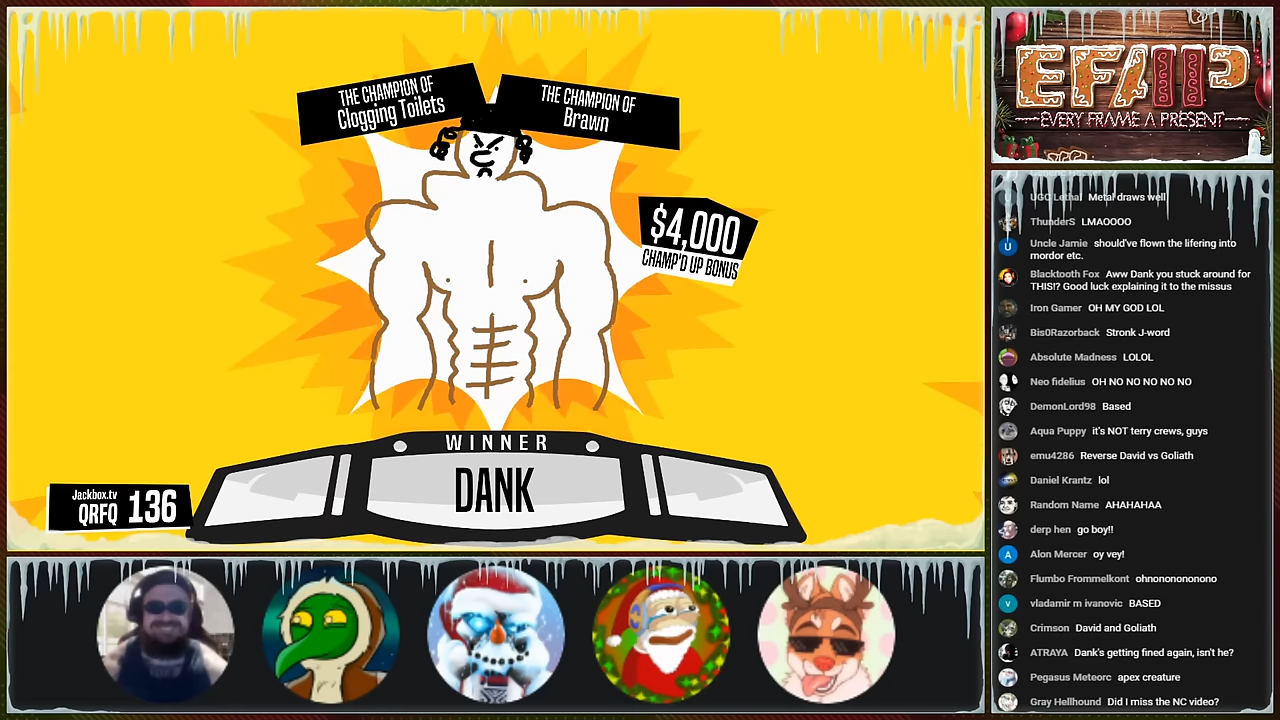 THE CHAMPION OF
Clogging Toilets
THE CHAMPION OF
Brawn
$4,000
CHAMP'D UP BONUS
WINNER
DANK
Jackbox.tv
QRFQ 136
EFAP
EVERY FRAME A PRESENT
UGO Lethal Metal draws well
ThunderS LMAOOOO
Uncle Jamie should've flown the lifering into
mordor etc.
Blacktooth Fox Aww Dank you stuck around for
THIS!? Good luck explaining it to the missus
Iron Gamer OH MY GOD LOL
Bis0Razorback Stronk J-word
Absolute Madness LOLOL
Neo fidelius OH NO NO NO NO NO
DemonLord98 Based
Aqua Puppy it's NOT terry crews, guys
emu4286 Reverse David vs Goliath
Daniel Krantz lol
Random Name AHAHAHAA
derp hen go boy!!
A
Alon Mercer oy vey!
Flumbo Frommelkont ohnonononono­no
v
vladamir m ivanovic BASED
Crimson David and Goliath
ATRAYA Dank's getting fined again, isn't he?
Pegasus Meteorc apex creature
Gray Hellhound Did I miss the NC video?